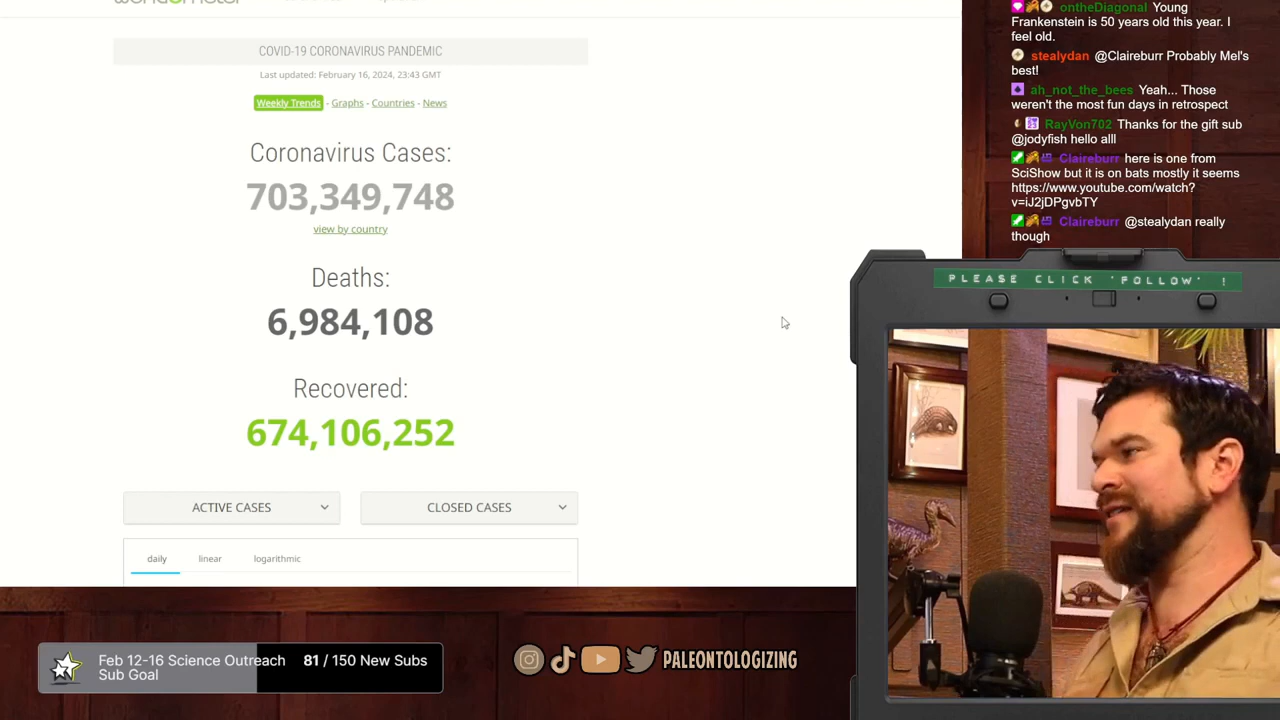 COVID-19 CORONAVIRUS PANDEMIC
Last updated: February 16, 2024, 23:43 GMT
Weekly Trends - Graphs - Countries - News
Coronavirus Cases:
703,349,748
view by country
Deaths:
6,984,108
Recovered:
674,106,252
ACTIVE CASES
CLOSED CASES
daily
linear
logarithmic
ontheDiagonal Young
Frankenstein is 50 years old this year. I
feel old.
stealydan @Claireburr Probably Mel's
best!
ah_not_the_bees Yeah... Those
weren't the most fun days in retrospect
RayVon702 Thanks for the gift sub
@jodyfish hello alll
Claireburr here is one from
SciShow but it is on bats mostly it seems
https://www.youtube.com/watch?
v=iJ2jDPgvbTY
Claireburr @stealydan really
though
PLEASE CLICK 'FOLLOW' !
Feb 12-16 Science Outreach
Sub Goal
81 / 150 New Subs
PALEONTOLOGIZING